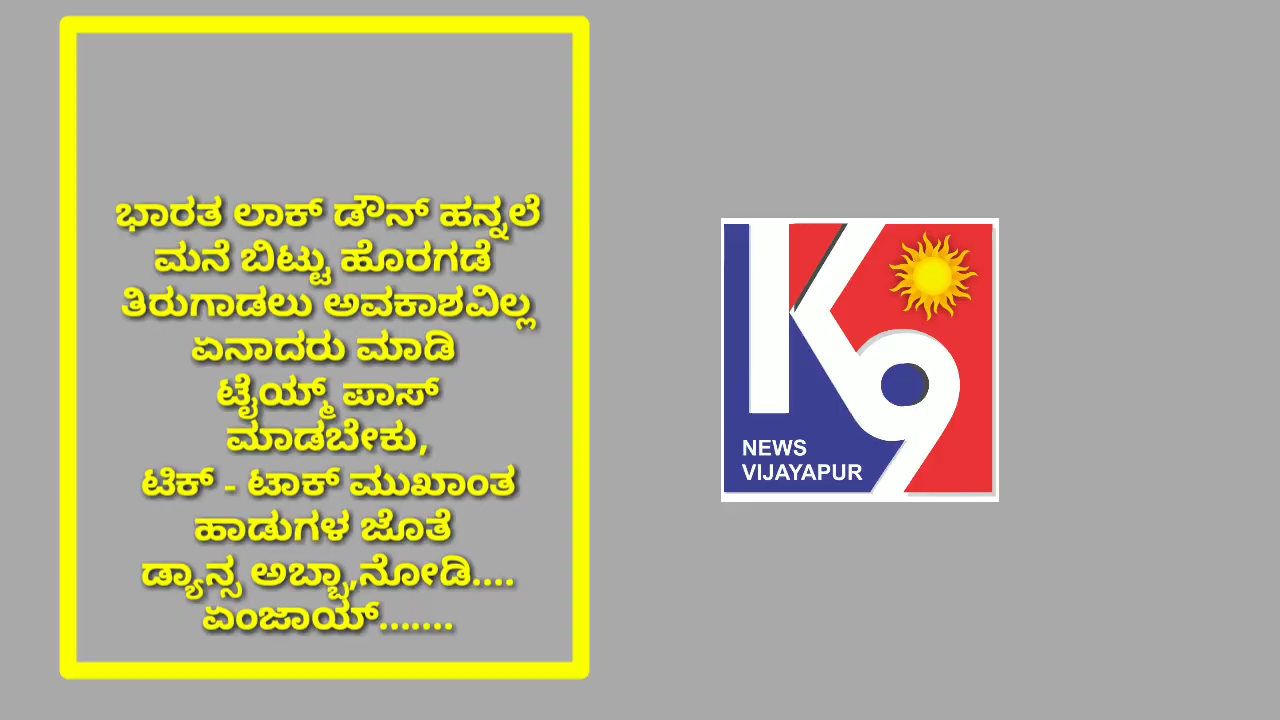 ಭಾರತ ಲಾಕ್ ಡೌನ್ ಹನ್ನಲೆ
ಮನೆ ಬಿಟ್ಟು ಹೊರಗಡೆ
ತಿರುಗಾಡಲು ಅವಕಾಶವಿಲ್ಲ
ಏನಾದರು ಮಾಡಿ
ಟೈಯ್ಮ್ ಪಾಸ್
ಮಾಡಬೇಕು,
ಟಿಕ್ - ಟಾಕ್ ಮುಖಾಂತ
ಹಾಡುಗಳ ಜೊತೆ
ಡ್ಯಾನ್ಸ ಅಬ್ಬಾ,ನೋಡಿ....
ಏಂಜಾಯ್.......
K9
NEWS
VIJAYAPUR